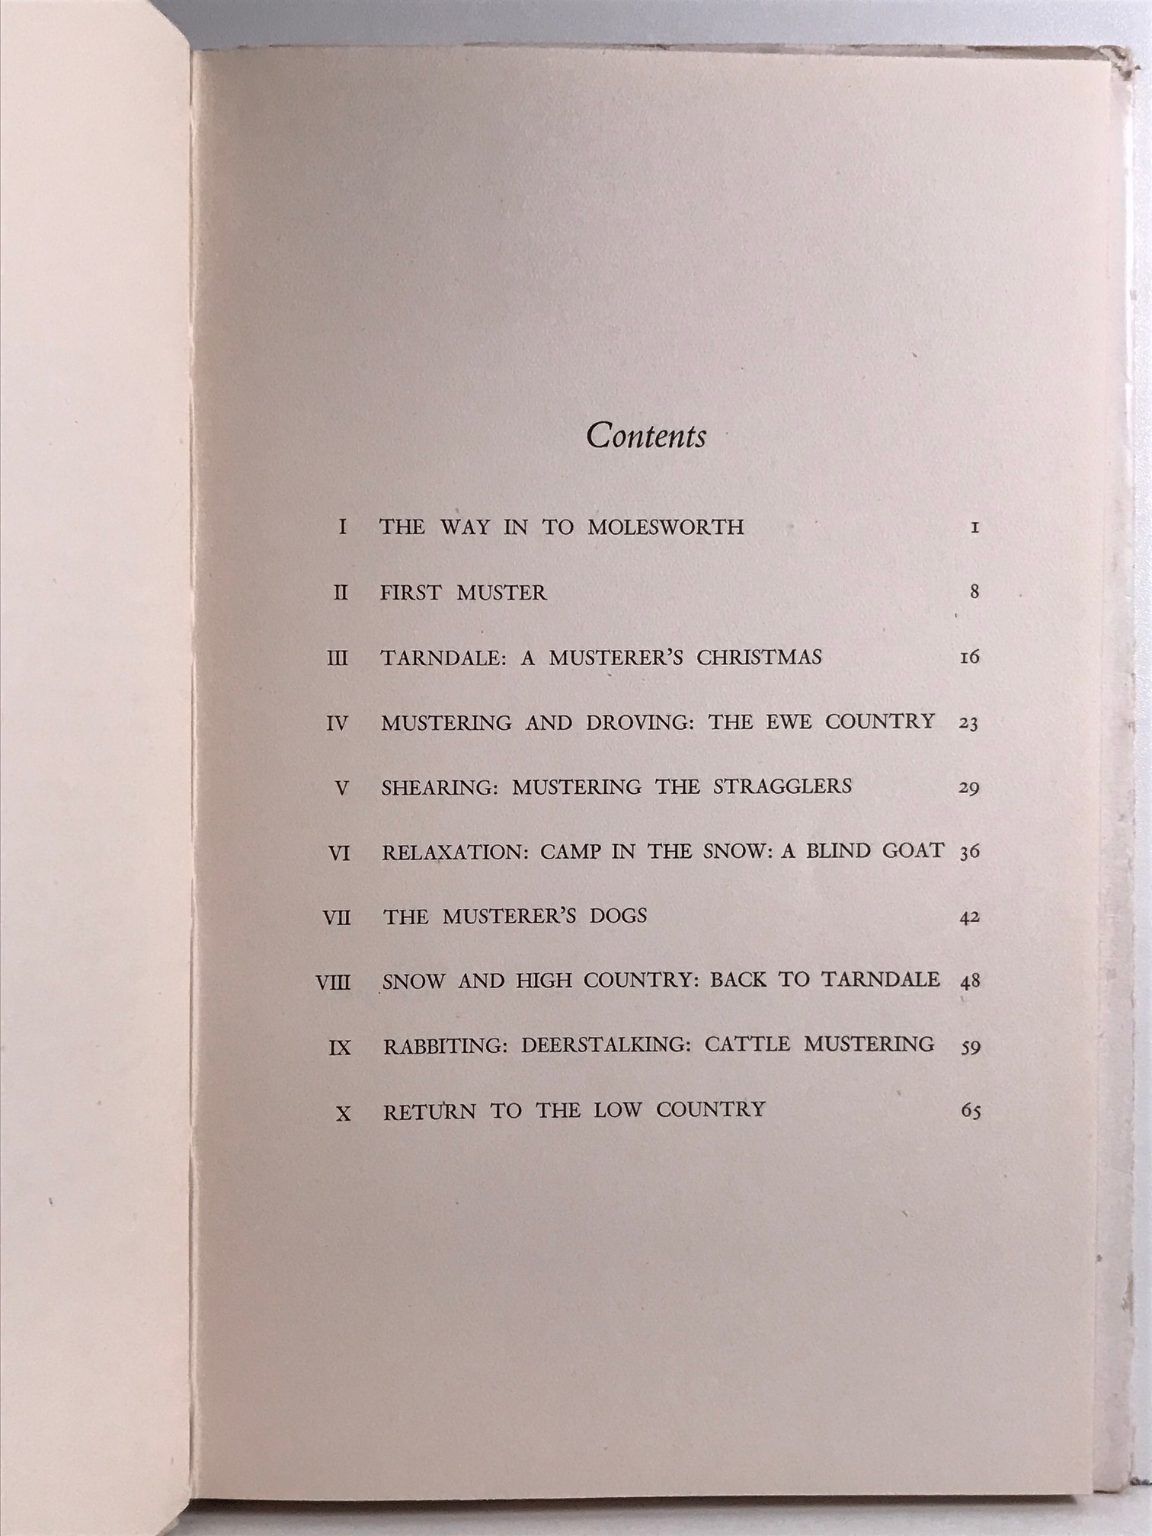 Contents
I THE WAY IN TO MOLESWORTH 1
II FIRST MUSTER 8
III TARNDALE: A MUSTERER'S CHRISTMAS 16
IV MUSTERING AND DROVING: THE EWE COUNTRY 23
V SHEARING: MUSTERING THE STRAGGLERS 29
VI RELAXATION: CAMP IN THE SNOW: A BLIND GOAT 36
VII THE MUSTERER'S DOGS 42
VIII SNOW AND HIGH COUNTRY: BACK TO TARNDALE 48
IX RABBITING: DEERSTALKING: CATTLE MUSTERING 59
X RETURN TO THE LOW COUNTRY 65